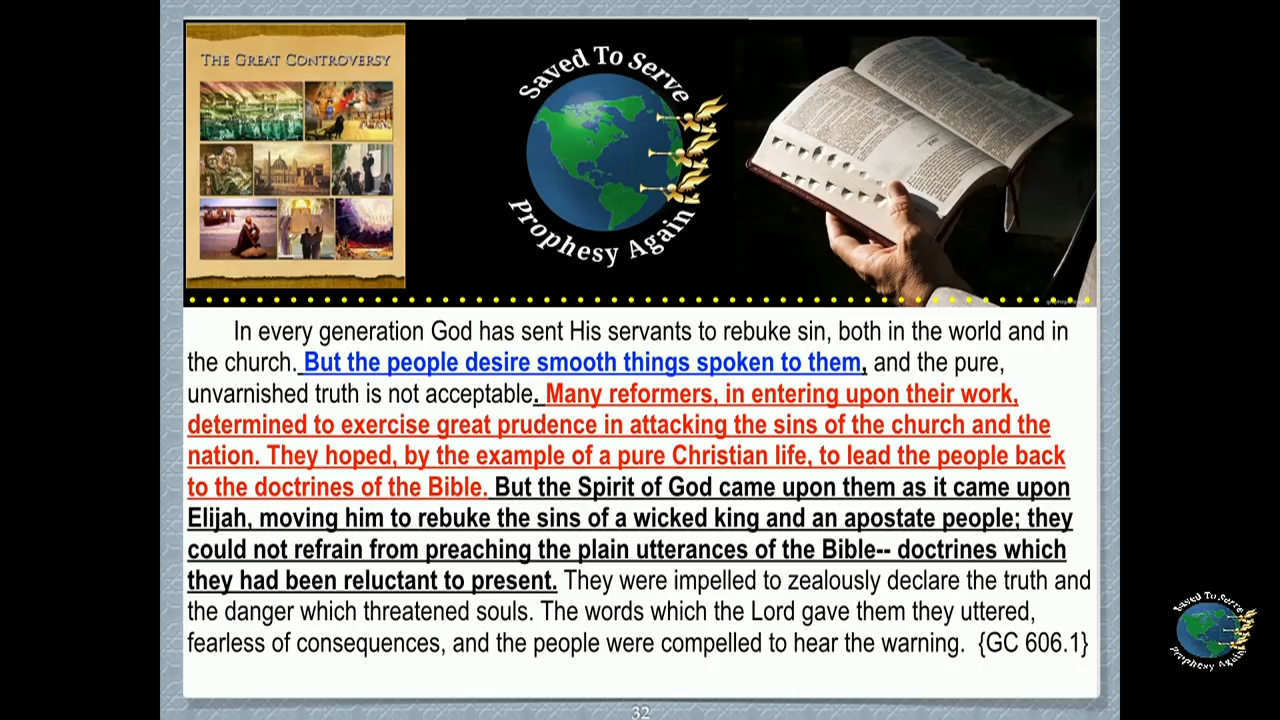 THE GREAT CONTROVERSY
Saved To Serve
Prophesy Again
In every generation God has sent His servants to rebuke sin, both in the world and in
the church. But the people desire smooth things spoken to them, and the pure,
unvarnished truth is not acceptable. Many reformers, in entering upon their work,
determined to exercise great prudence in attacking the sins of the church and the
nation. They hoped, by the example of a pure Christian life, to lead the people back
to the doctrines of the Bible. But the Spirit of God came upon them as it came upon
Elijah, moving him to rebuke the sins of a wicked king and an apostate people; they
could not refrain from preaching the plain utterances of the Bible-- doctrines which
they had been reluctant to present. They were impelled to zealously declare the truth and
the danger which threatened souls. The words which the Lord gave them they uttered,
fearless of consequences, and the people were compelled to hear the warning. {GC 606.1}
Saved To Serve
Prophesy Again
32